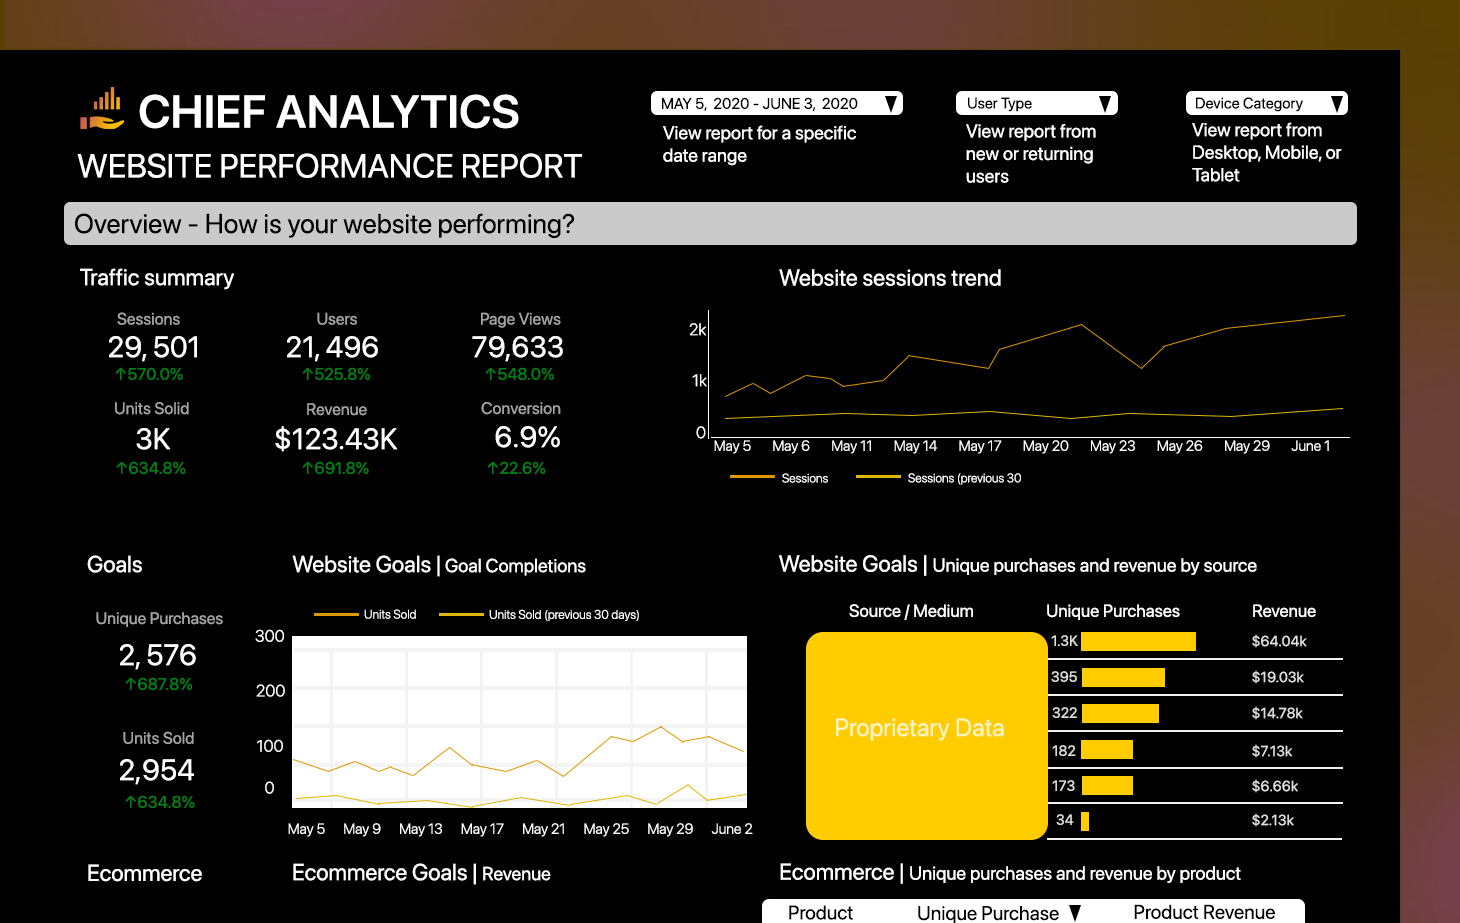 CHIEF ANALYTICS
WEBSITE PERFORMANCE REPORT
MAY 5, 2020 - JUNE 3, 2020
View report for a specific
date range
User Type
View report from
new or returning
users
Device Category
View report from
Desktop, Mobile, or
Tablet
Overview - How is your website performing?
Traffic summary
Sessions
29, 501
↑570.0%
Users
21, 496
↑525.8%
Page Views
79,633
↑548.0%
Units Solid
3K
↑634.8%
Revenue
$123.43K
↑691.8%
Conversion
6.9%
↑22.6%
Website sessions trend
2k
1k
0
May 5 May 6 May 11 May 14 May 17 May 20 May 23 May 26 May 29 June 1
Sessions Sessions (previous 30
Goals
Unique Purchases
2, 576
↑687.8%
Units Sold
2,954
↑634.8%
Website Goals | Goal Completions
Units Sold Units Sold (previous 30 days)
300
200
100
0
May 5 May 9 May 13 May 17 May 21 May 25 May 29 June 2
Website Goals | Unique purchases and revenue by source
Source / Medium Unique Purchases Revenue
Proprietary Data
1.3K $64.04k
395 $19.03k
322 $14.78k
182 $7.13k
173 $6.66k
34 $2.13k
Ecommerce
Ecommerce Goals | Revenue
Ecommerce | Unique purchases and revenue by product
Product Unique Purchase Product Revenue